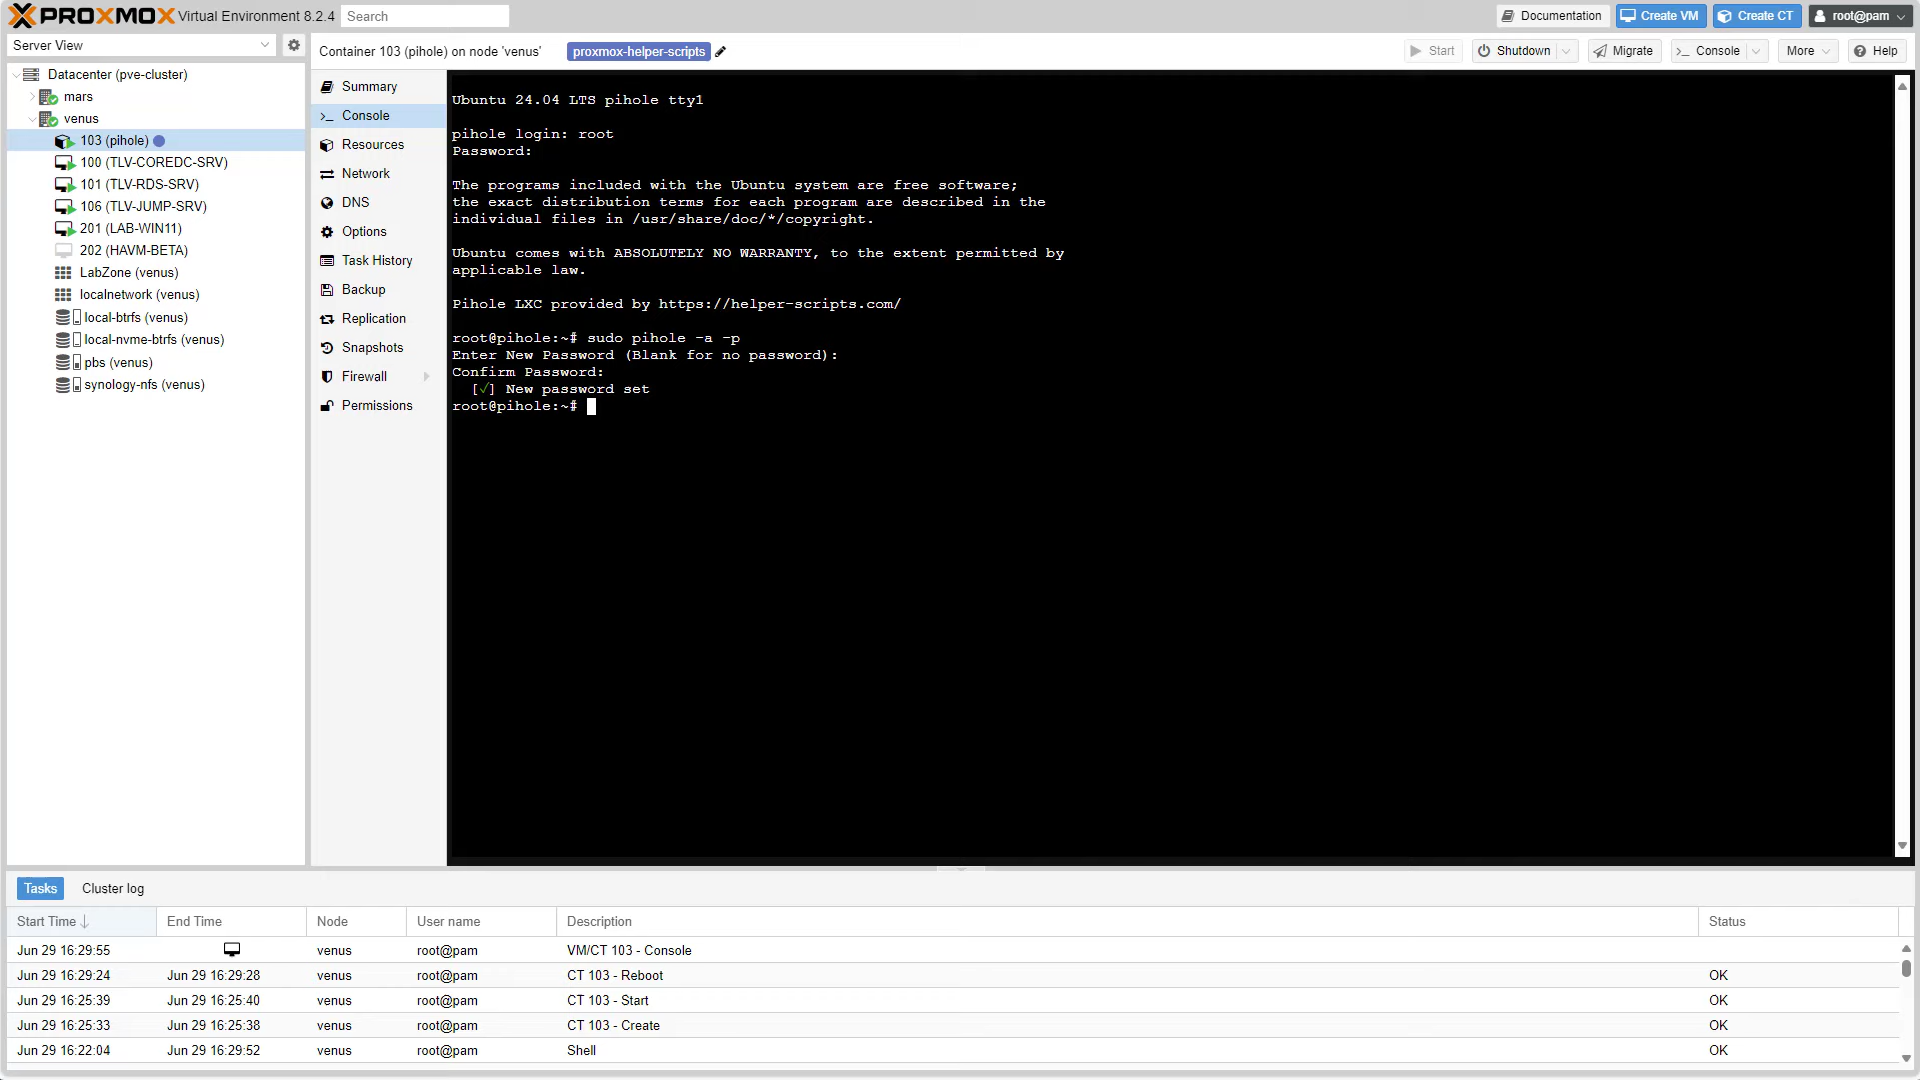 PROXMOX Virtual Environment 8.2.4 Search Documentation Create VM Create CT root@pam
Server View
Container 103 (pihole) on node 'venus' proxmox-helper-scripts Start Shutdown Migrate >_ Console More Help
Datacenter (pve-cluster)
mars
venus
103 (pihole)
100 (TLV-COREDC-SRV)
101 (TLV-RDS-SRV)
106 (TLV-JUMP-SRV)
201 (LAB-WIN11)
202 (HAVM-BETA)
LabZone (venus)
localnetwork (venus)
local-btrfs (venus)
local-nvme-btrfs (venus)
pbs (venus)
synology-nfs (venus)
Summary
>_ Console
Resources
Network
DNS
Options
Task History
Backup
Replication
Snapshots
Firewall
Permissions
Ubuntu 24.04 LTS pihole tty1
pihole login: root
Password:
The programs included with the Ubuntu system are free software;
the exact distribution terms for each program are described in the
individual files in /usr/share/doc/*/copyright.
Ubuntu comes with ABSOLUTELY NO WARRANTY, to the extent permitted by
applicable law.
Pihole LXC provided by https://helper-scripts.com/
root@pihole:~# sudo pihole -a -p
Enter New Password (Blank for no password):
Confirm Password:
[✓] New password set
root@pihole:~#
Tasks Cluster log
Start Time End Time Node User name Description Status
Jun 29 16:29:55 venus root@pam VM/CT 103 - Console
Jun 29 16:29:24 Jun 29 16:29:28 venus root@pam CT 103 - Reboot OK
Jun 29 16:25:39 Jun 29 16:25:40 venus root@pam CT 103 - Start OK
Jun 29 16:25:33 Jun 29 16:25:38 venus root@pam CT 103 - Create OK
Jun 29 16:22:04 Jun 29 16:29:52 venus root@pam Shell OK